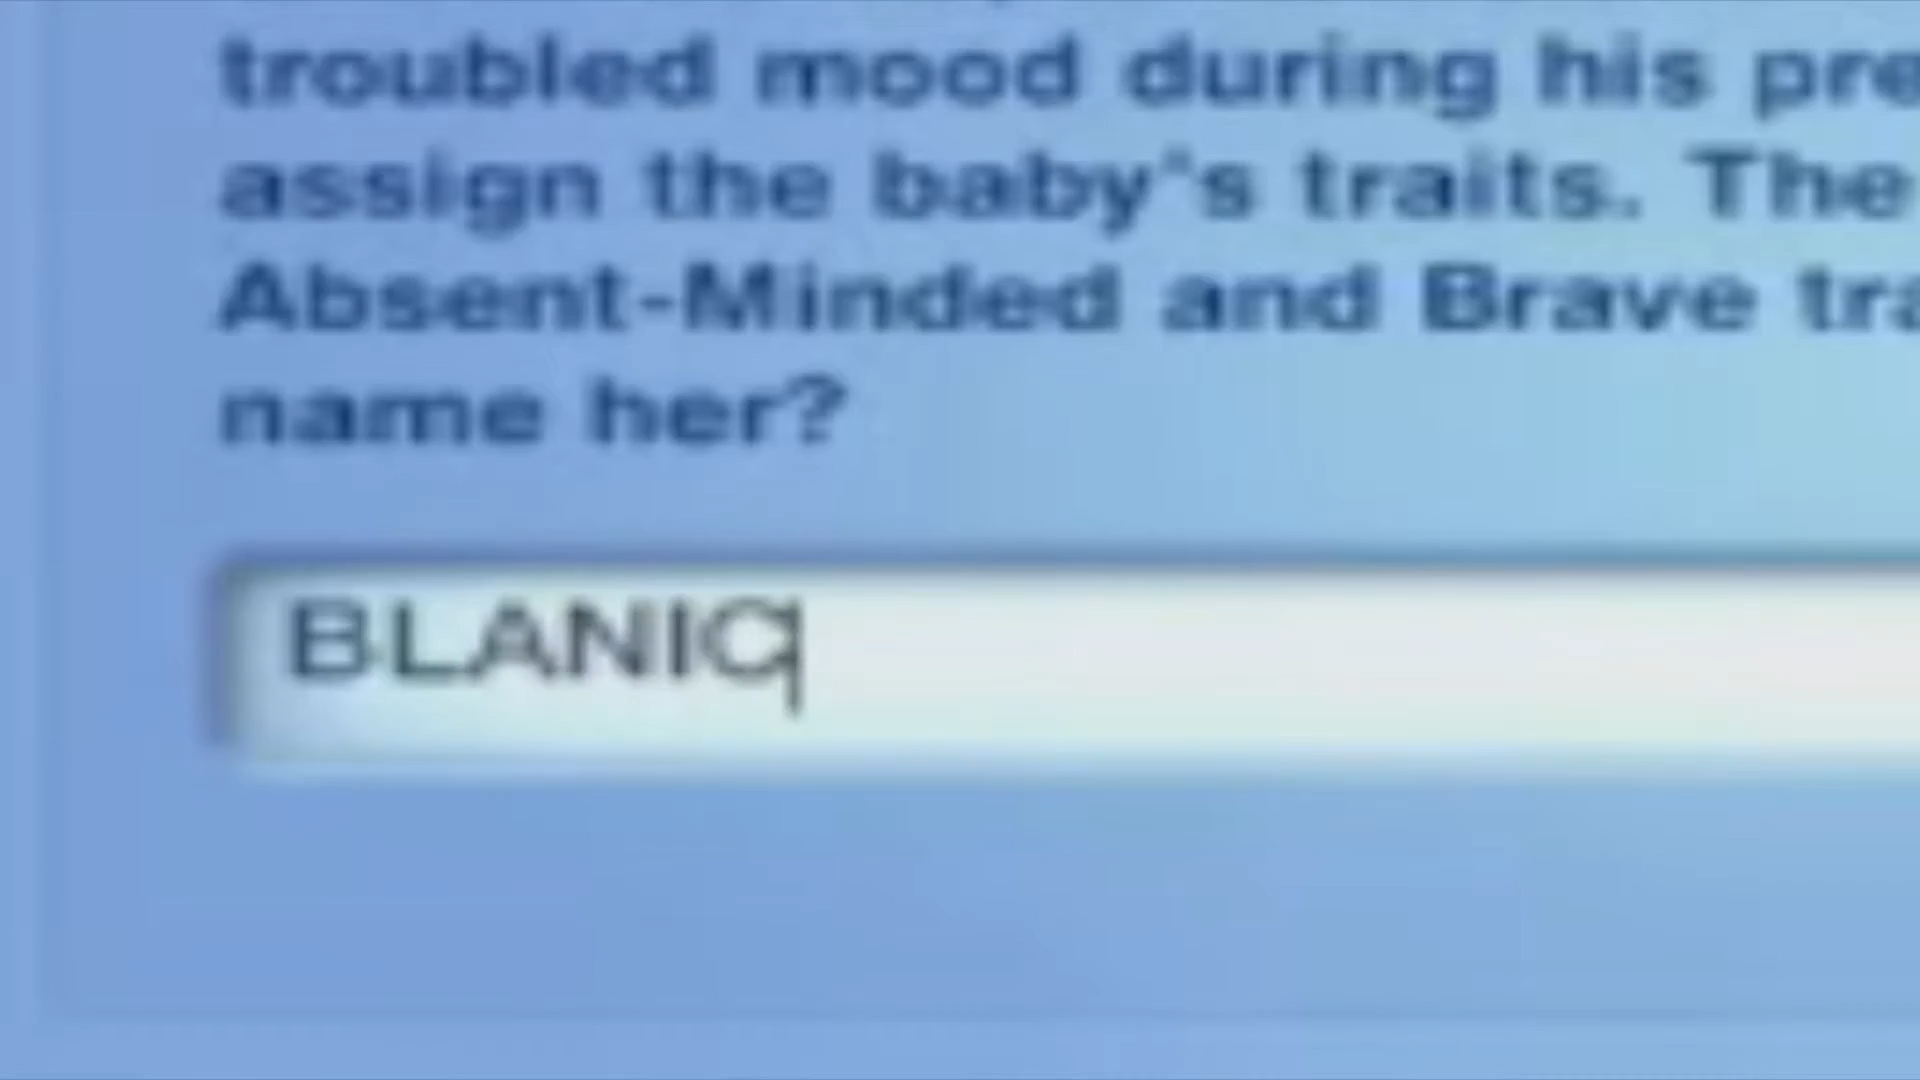 troubled mood during his pre
assign the baby's traits. The
Absent-Minded and Brave tra
name her?
BLANIC